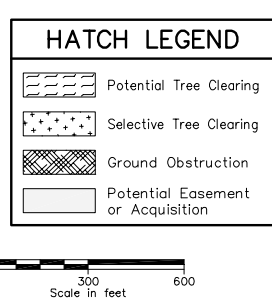 HATCH LEGEND
Potential Tree Clearing
Selective Tree Clearing
Ground Obstruction
Potential Easement
or Acquisition
300 600
Scale in feet